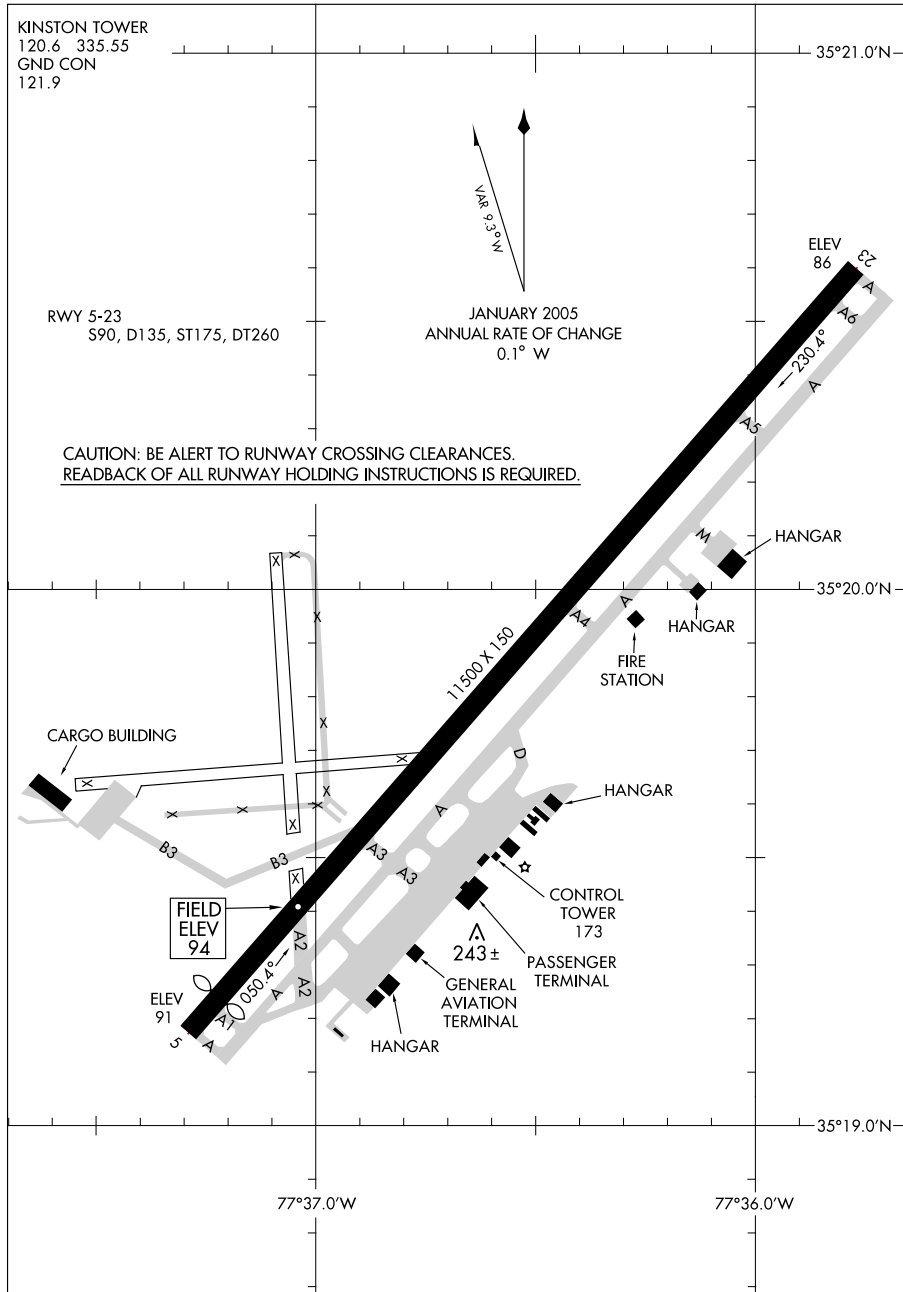 KINSTON TOWER
120.6 335.55
GND CON
121.9
35°21.0'N
VAR 9.3° W
JANUARY 2005
ANNUAL RATE OF CHANGE
0.1° W
ELEV
86
23
A
A6
230.4°
A
A5
RWY 5-23
S90, D135, ST175, DT260
CAUTION: BE ALERT TO RUNWAY CROSSING CLEARANCES.
READBACK OF ALL RUNWAY HOLDING INSTRUCTIONS IS REQUIRED.
M
HANGAR
X
X
35°20.0'N
A
HANGAR
A4
X
FIRE
STATION
11500 X 150
X
CARGO BUILDING
X
D
X
X
HANGAR
X
X
X
A
X
B3
B3
A3
A3
X
CONTROL
TOWER
173
FIELD
ELEV
94
A2
243±
PASSENGER
TERMINAL
050.4°
A2
A
GENERAL
AVIATION
TERMINAL
ELEV
91
A1
5
A
HANGAR
35°19.0'N
77°37.0'W
77°36.0'W